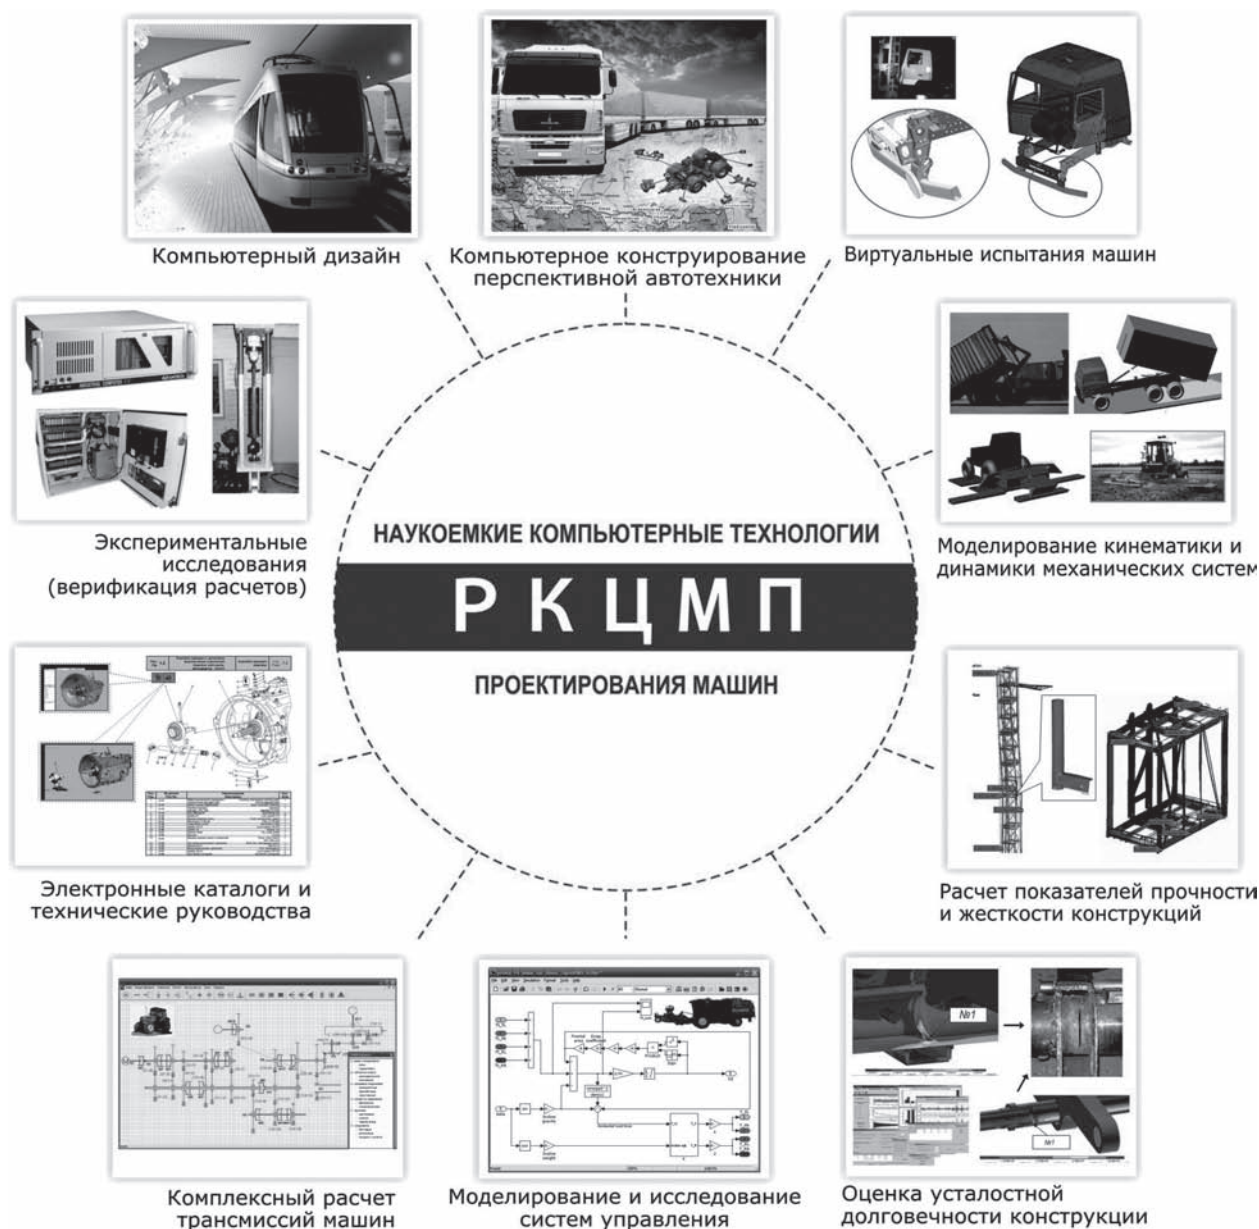 Компьютерный дизайн
Компьютерное конструирование
перспективной автотехники
Виртуальные испытания машин
Экспериментальные
исследования
(верификация расчетов)
НАУКОЕМКИЕ КОМПЬЮТЕРНЫЕ ТЕХНОЛОГИИ
РКЦМП
ПРОЕКТИРОВАНИЯ МАШИН
Моделирование кинематики и
динамики механических систем
Электронные каталоги и
технические руководства
Расчет показателей прочности
и жесткости конструкций
№1
№1
Комплексный расчет
трансмиссий машин
Моделирование и исследование
систем управления
Оценка усталостной
долговечности конструкции